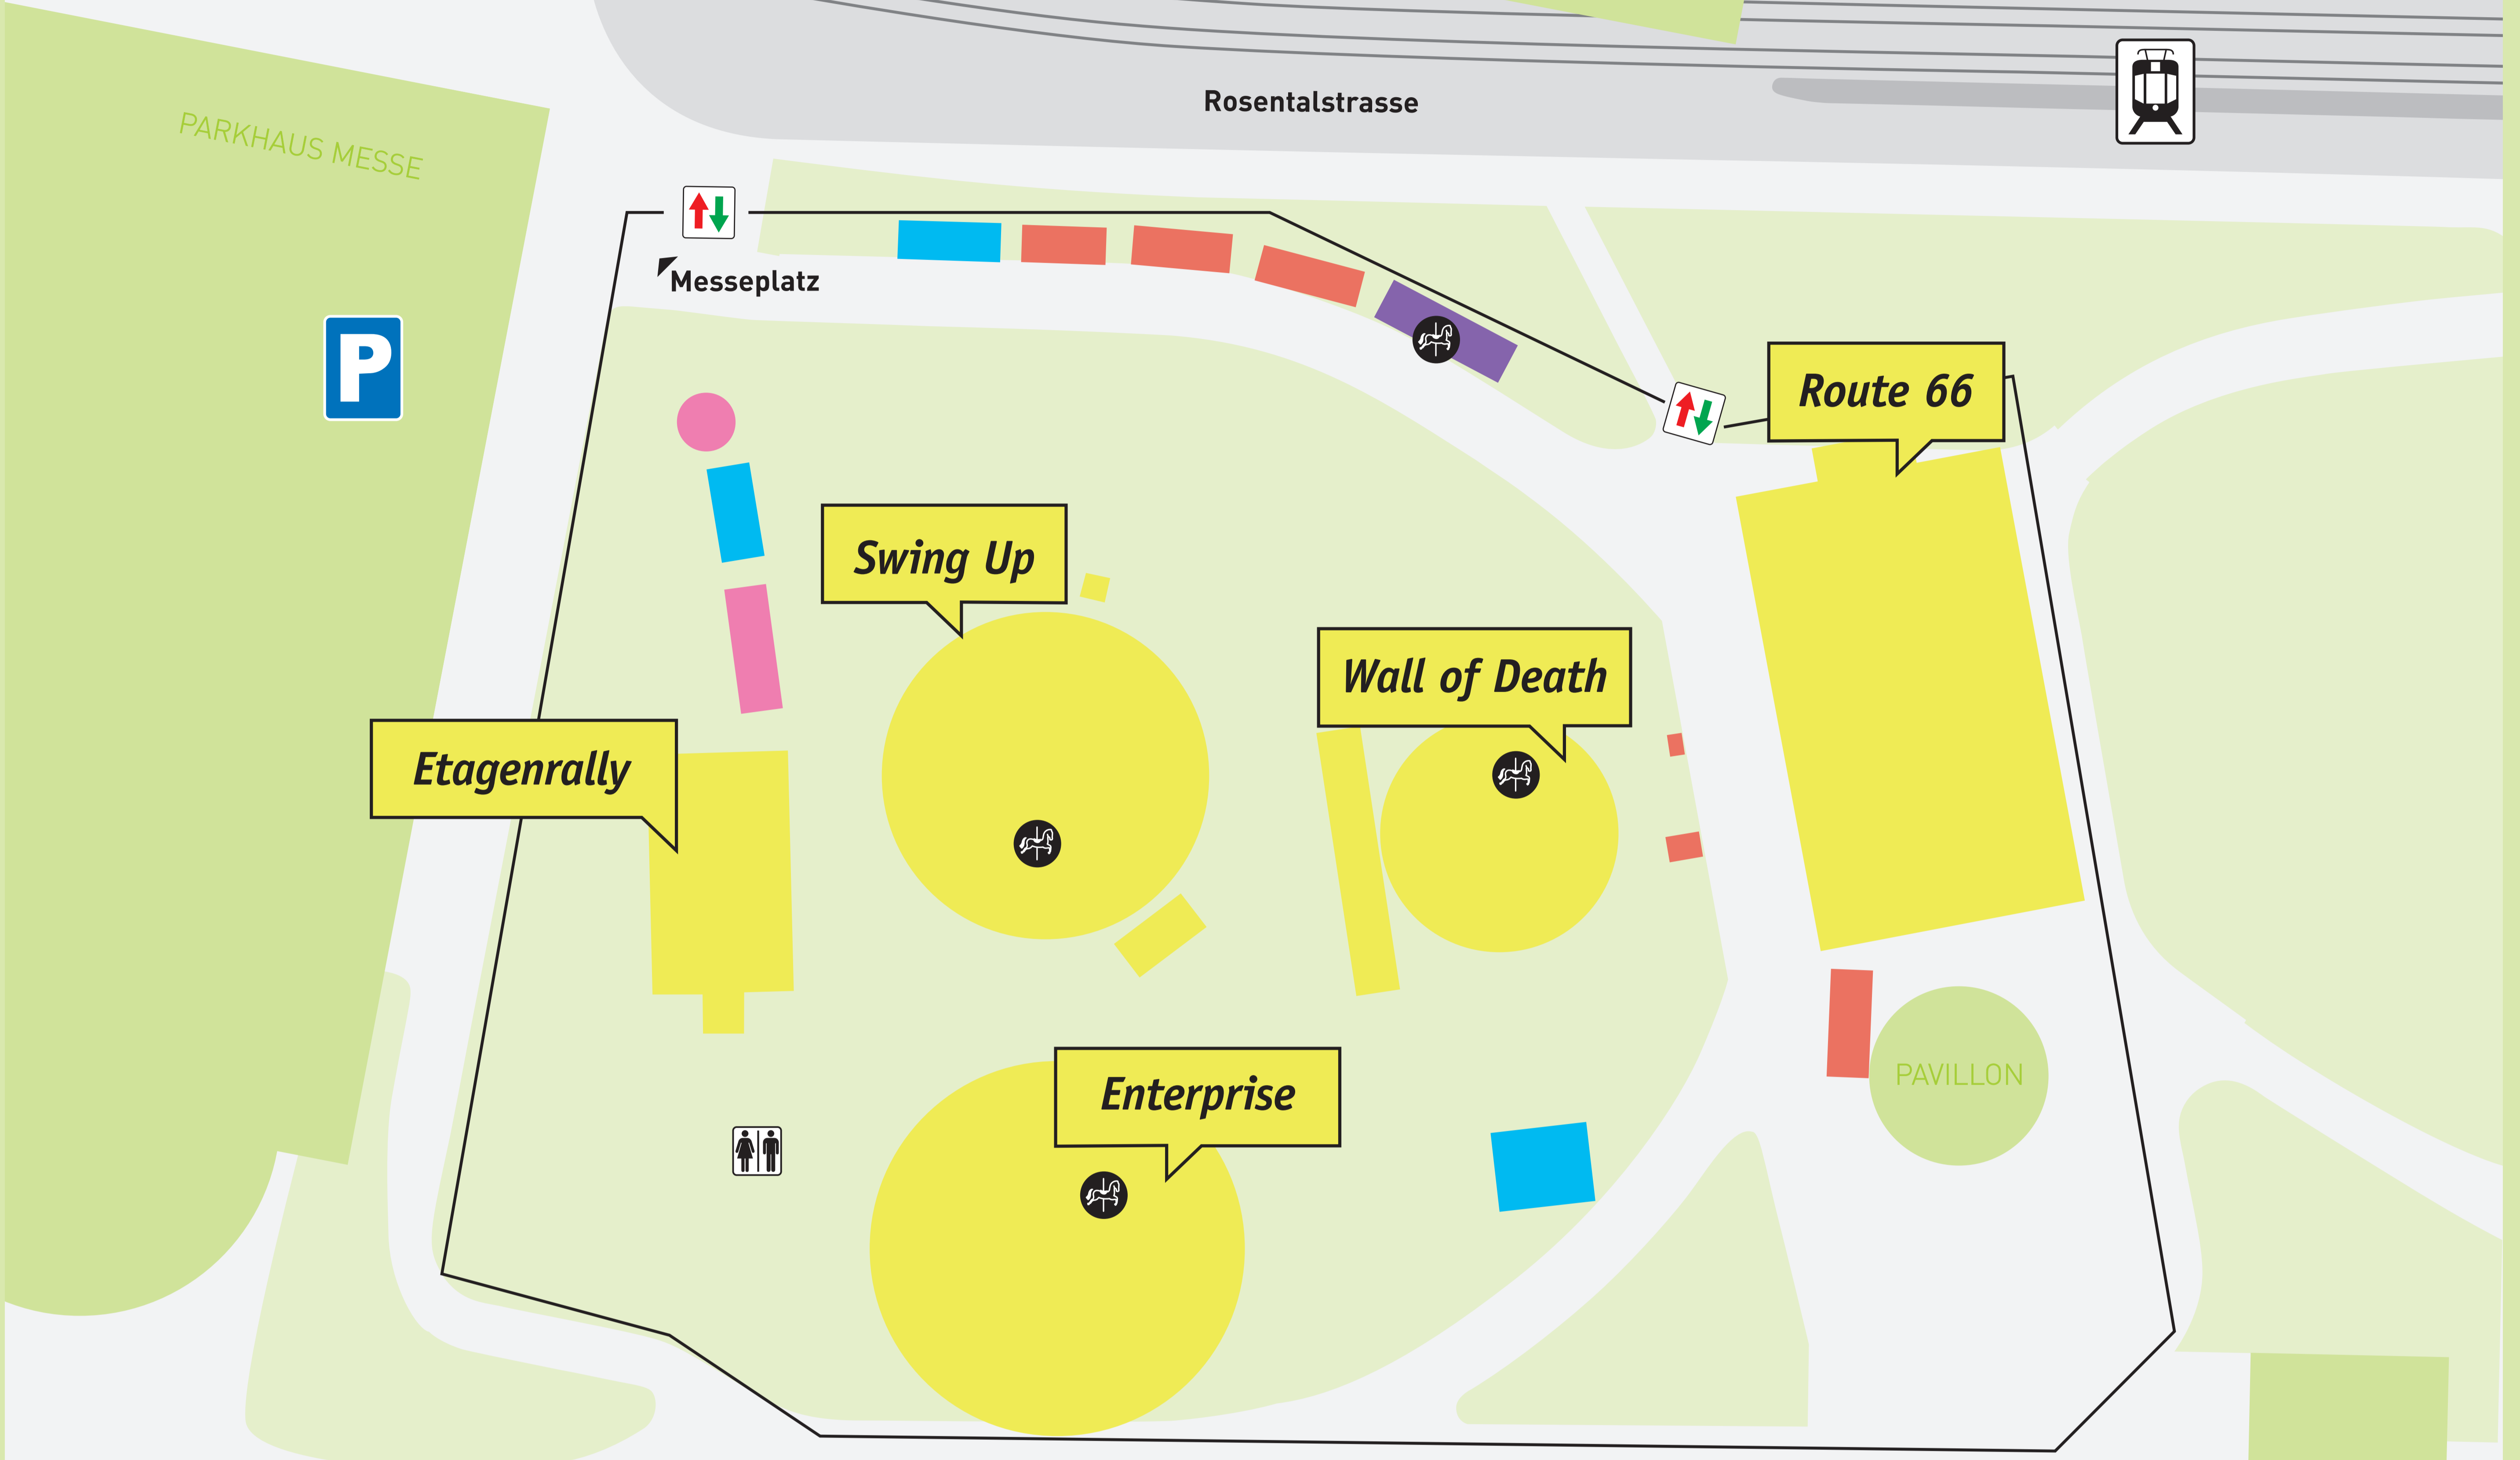 Rosentalstrasse
PARKHAUS MESSE
Messeplatz
P
Route 66
Swing Up
Wall of Death
Etagenrally
PAVILLON
Enterprise